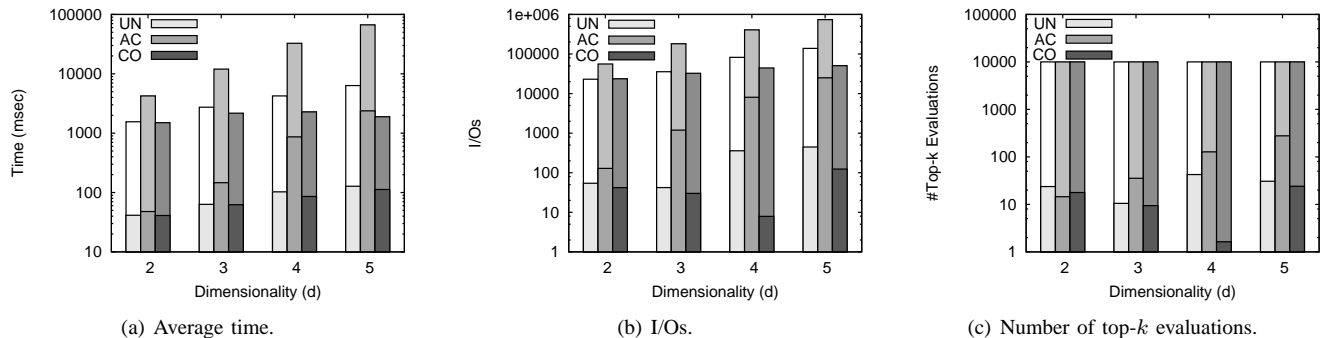 Time (msec)
100000
10000
1000
100
10
UN
AC
CO
2 3 4 5
Dimensionality (d)
(a) Average time.
I/Os
1e+006
100000
10000
1000
100
10
1
UN
AC
CO
2 3 4 5
Dimensionality (d)
(b) I/Os.
#Top-k Evaluations
100000
10000
1000
100
10
1
UN
AC
CO
2 3 4 5
Dimensionality (d)
(c) Number of top-k evaluations.